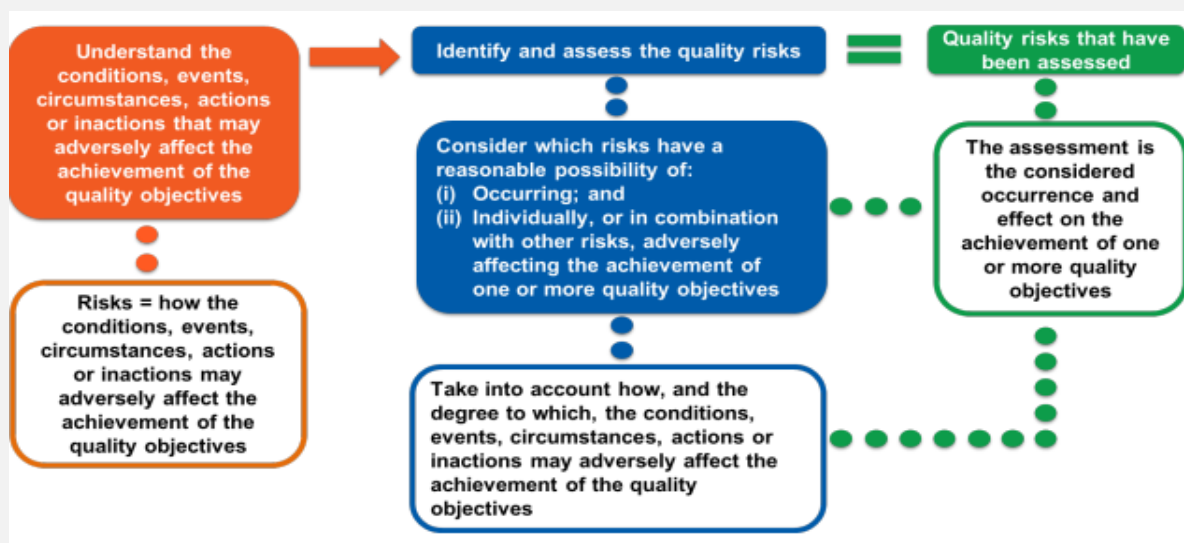 Understand the
conditions, events,
circumstances, actions
or inactions that may
adversely affect the
achievement of the
quality objectives
Risks = how the
conditions, events,
circumstances, actions
or inactions may
adversely affect the
achievement of the
quality objectives
Identify and assess the quality risks
Consider which risks have a
reasonable possibility of:
(i) Occurring; and
(ii) Individually, or in combination
with other risks, adversely
affecting the achievement of
one or more quality objectives
Take into account how, and the
degree to which, the conditions,
events, circumstances, actions or
inactions may adversely affect the
achievement of the quality
objectives
Quality risks that have
been assessed
The assessment is
the considered
occurrence and
effect on the
achievement of one
or more quality
objectives